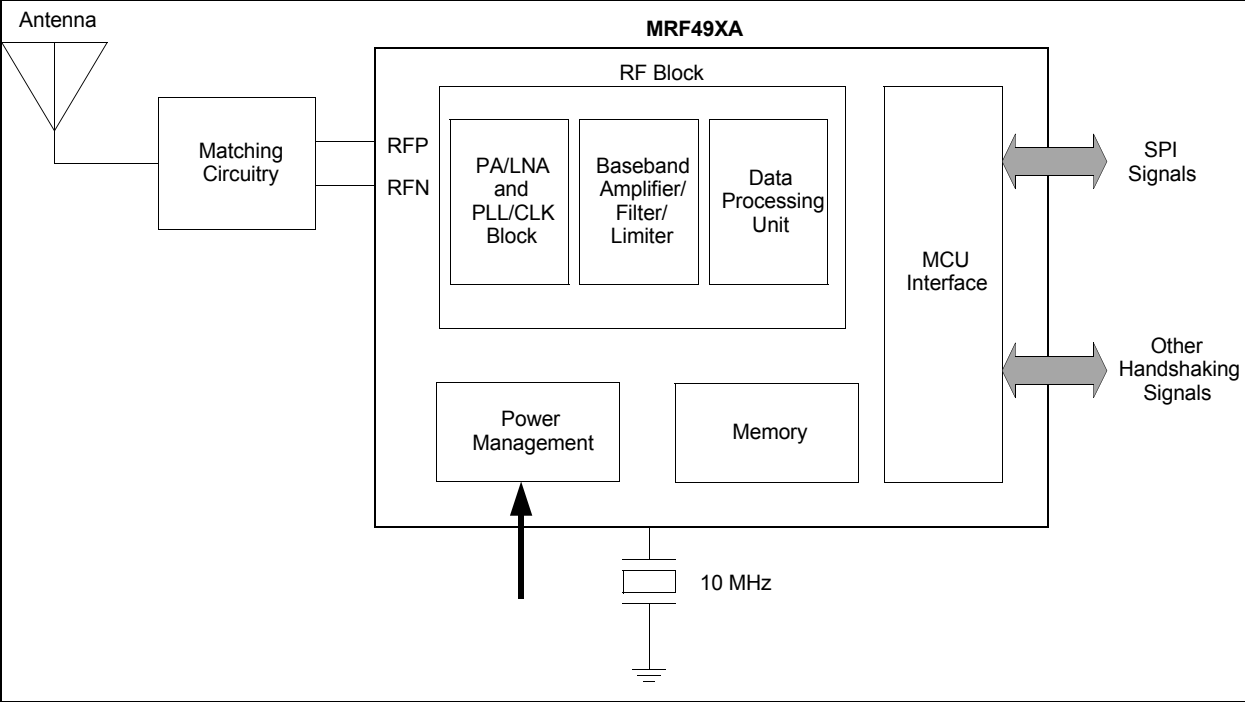 Antenna
MRF49XA
RF Block
Matching
Circuitry
RFP
RFN
PA/LNA
and
PLL/CLK
Block
Baseband
Amplifier/
Filter/
Limiter
Data
Processing
Unit
MCU
Interface
SPI
Signals
Other
Handshaking
Signals
Power
Management
Memory
10 MHz